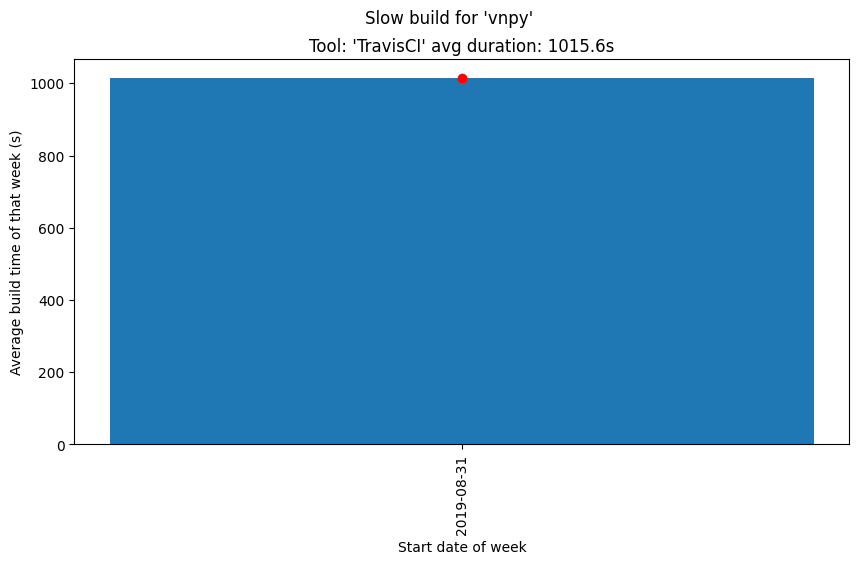 Slow build for 'vnpy'
Tool: 'TravisCI' avg duration: 1015.6s
Average build time of that week (s)
1000
800
600
400
200
0
2019-08-31
Start date of week